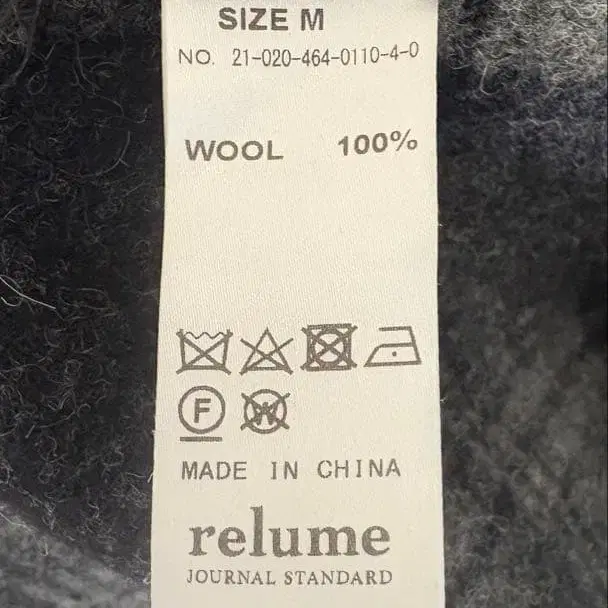 SIZE M
NO. 21-020-464-0110-4-0
WOOL 100%
F W
MADE IN CHINA
relume
JOURNAL STANDARD